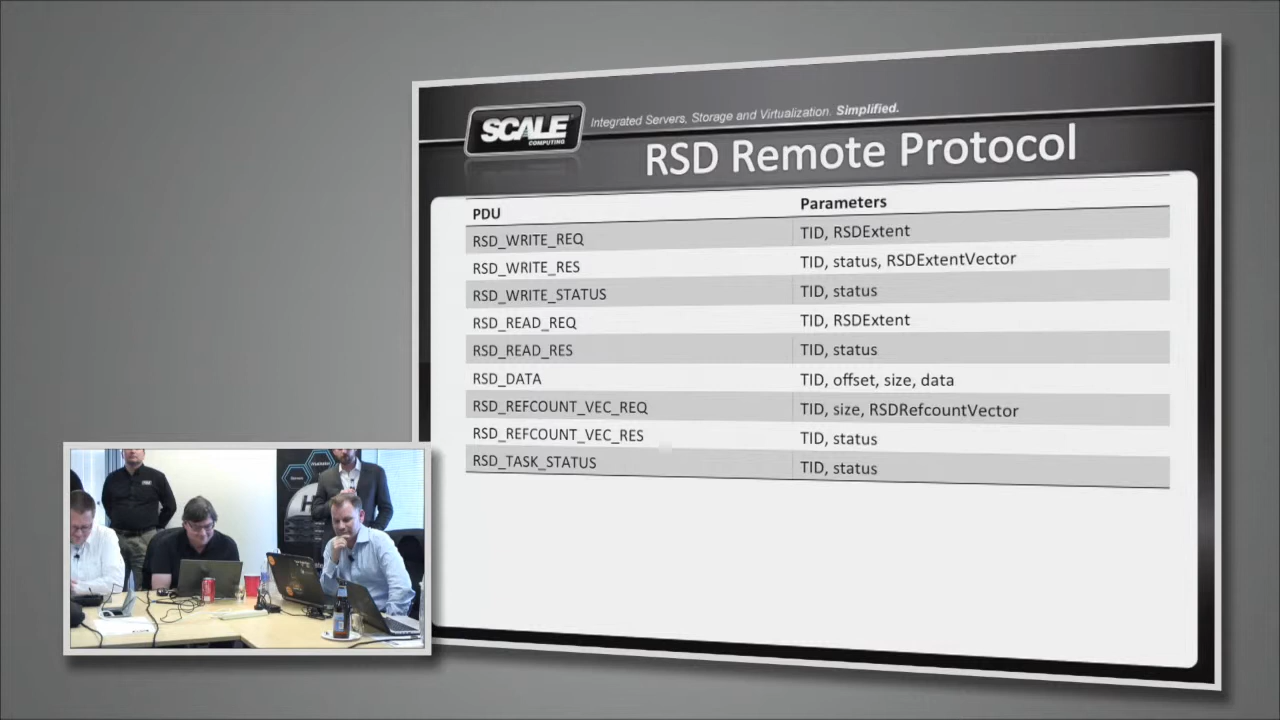 SCALE
COMPUTING
Integrated Servers, Storage and Virtualization. Simplified.
RSD Remote Protocol
PDU Parameters
RSD_WRITE_REQ TID, RSDExtent
RSD_WRITE_RES TID, status, RSDExtentVector
RSD_WRITE_STATUS TID, status
RSD_READ_REQ TID, RSDExtent
RSD_READ_RES TID, status
RSD_DATA TID, offset, size, data
RSD_REFCOUNT_VEC_REQ TID, size, RSDRefcountVector
RSD_REFCOUNT_VEC_RES TID, status
RSD_TASK_STATUS TID, status